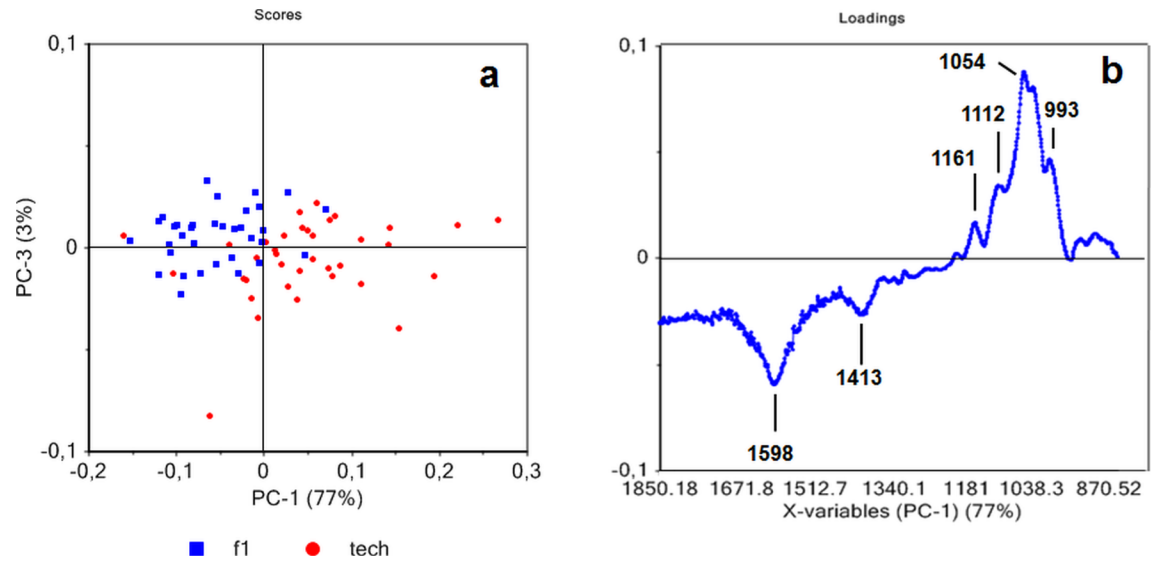 Scores
0,1
a
PC-3 (3%)
0
-0,1
-0,2
-0,1
0
0,1
0,2
0,3
PC-1 (77%)
f1
tech
Loadings
0,1
b
1054
1112
993
1161
0
1413
1598
-0,1
1850.18 1671.8 1512.7 1340.1 1181 1038.3 870.52
X-variables (PC-1) (77%)